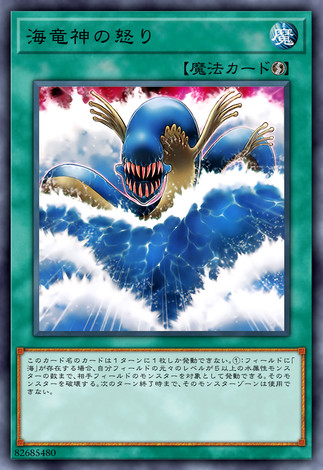 海竜神の怒り
魔
【魔法カード】
このカード名のカードは1ターンに1枚しか発動できない。①:フィールドに「
海」が存在する場合、自分フィールドの元々のレベルが5以上の水属性モン
スターの数まで、相手フィールドのモンスターを対象として発動できる。そのモ
ンスターを破壊する。次のターン終了時まで、そのモンスターゾーンは使用で
きない。
82685480